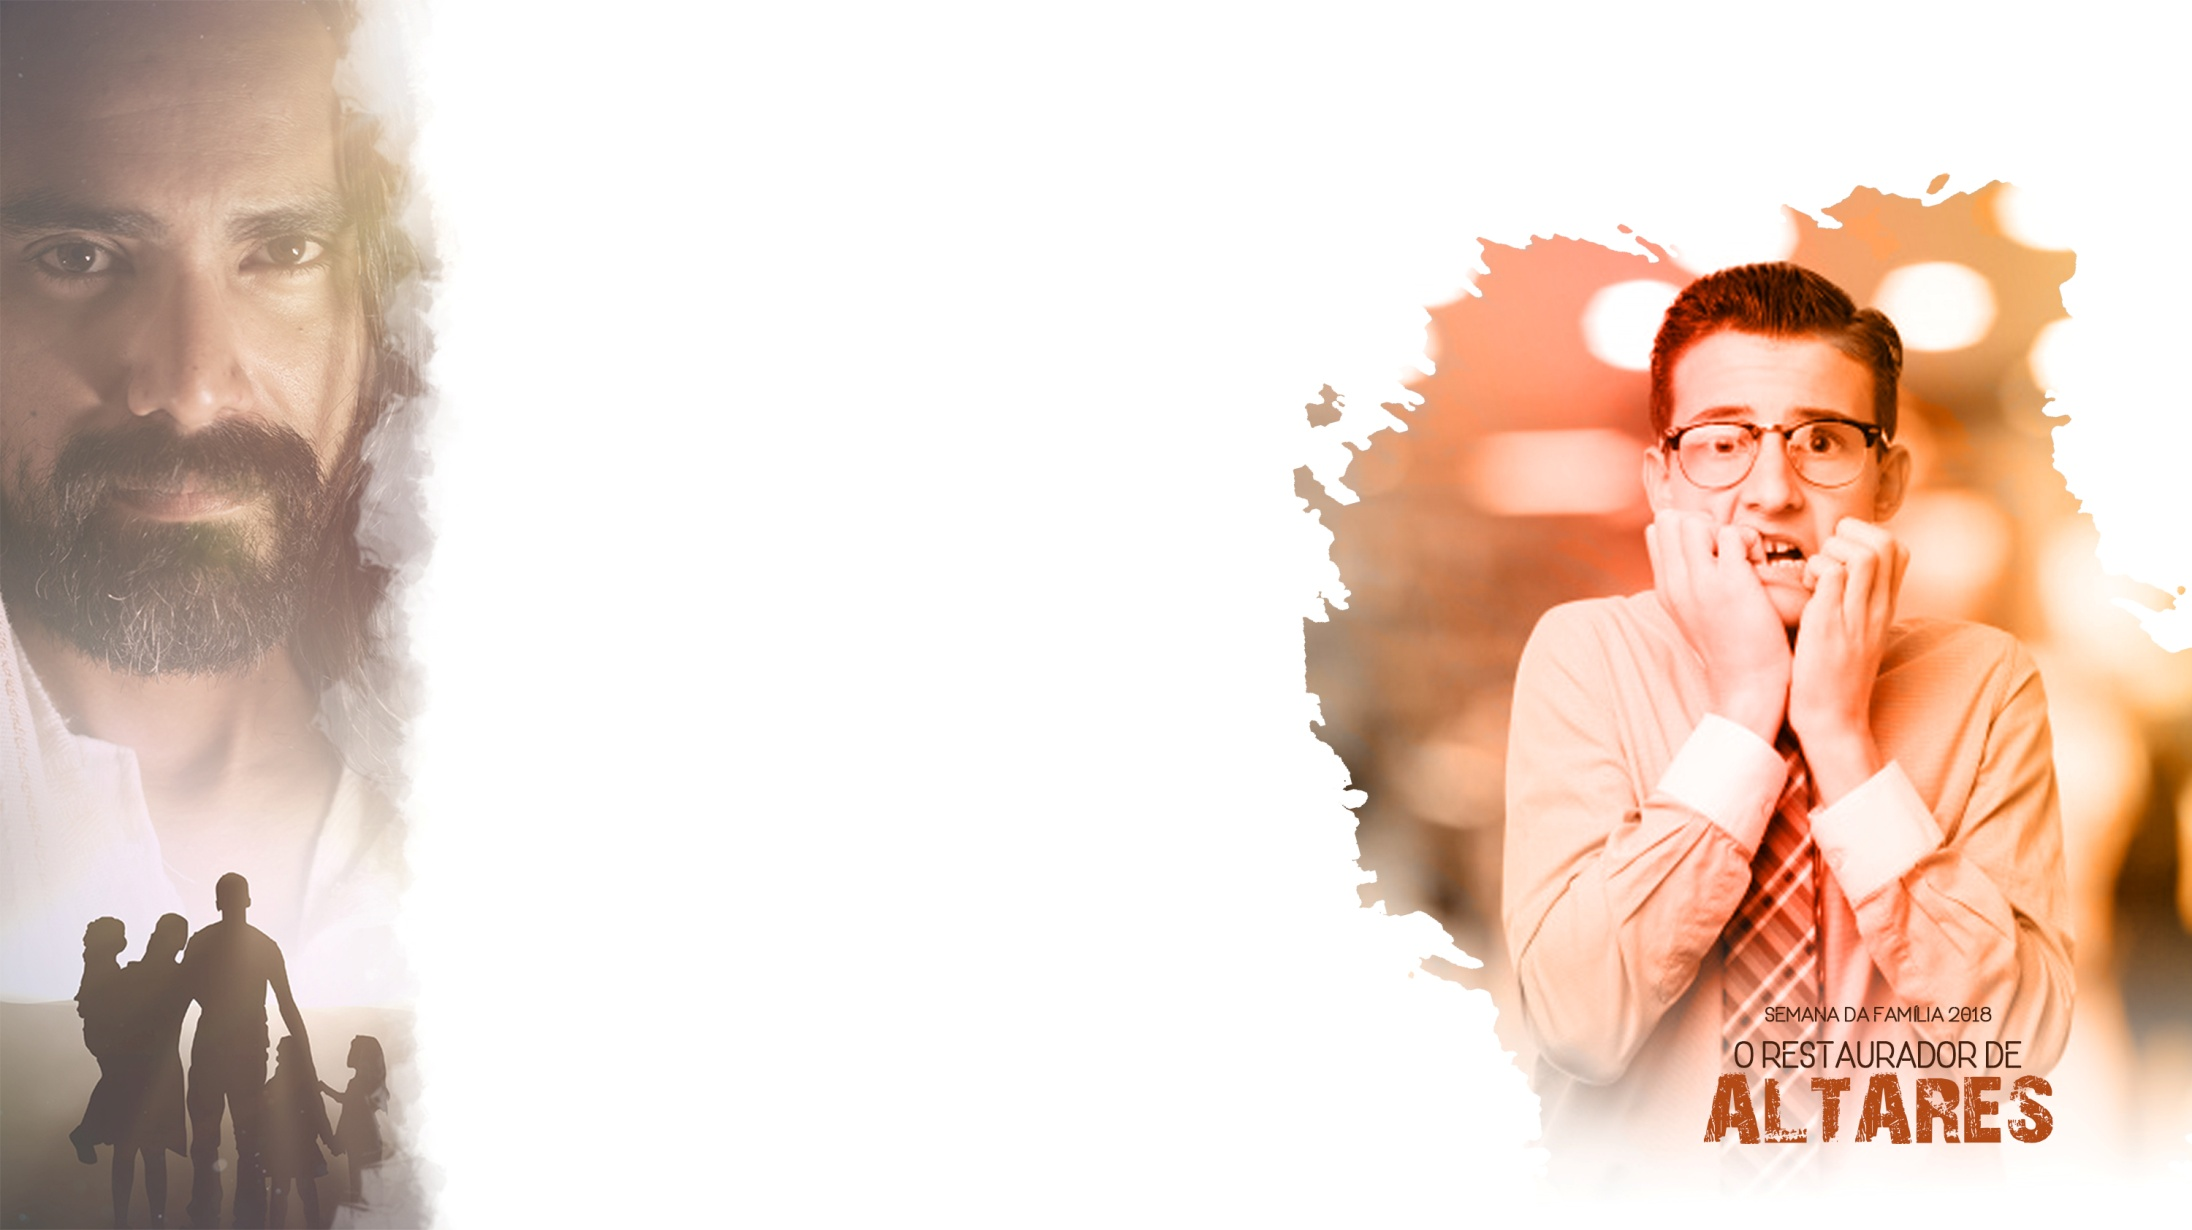 SEMANA DA FAMÍLIA 2018
O RESTAURADOR DE
ALTARES